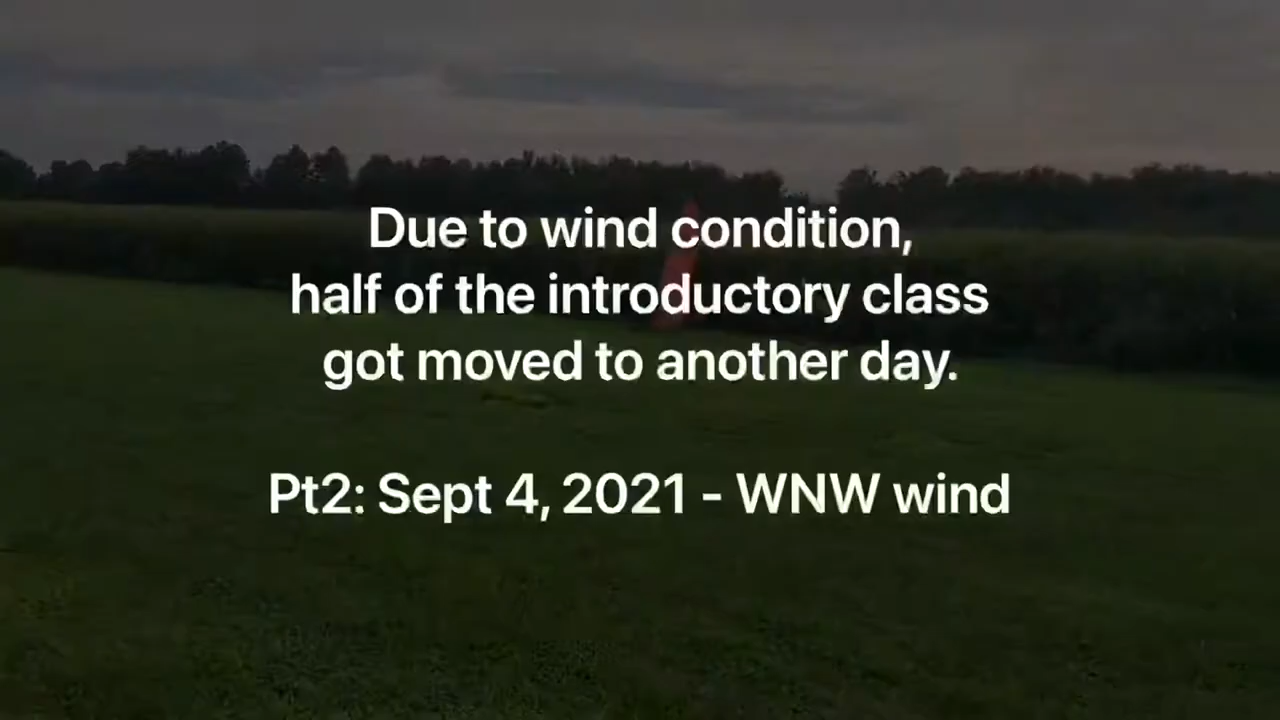 Due to wind condition,
half of the introductory class
got moved to another day.
Pt2: Sept 4, 2021 - WNW wind